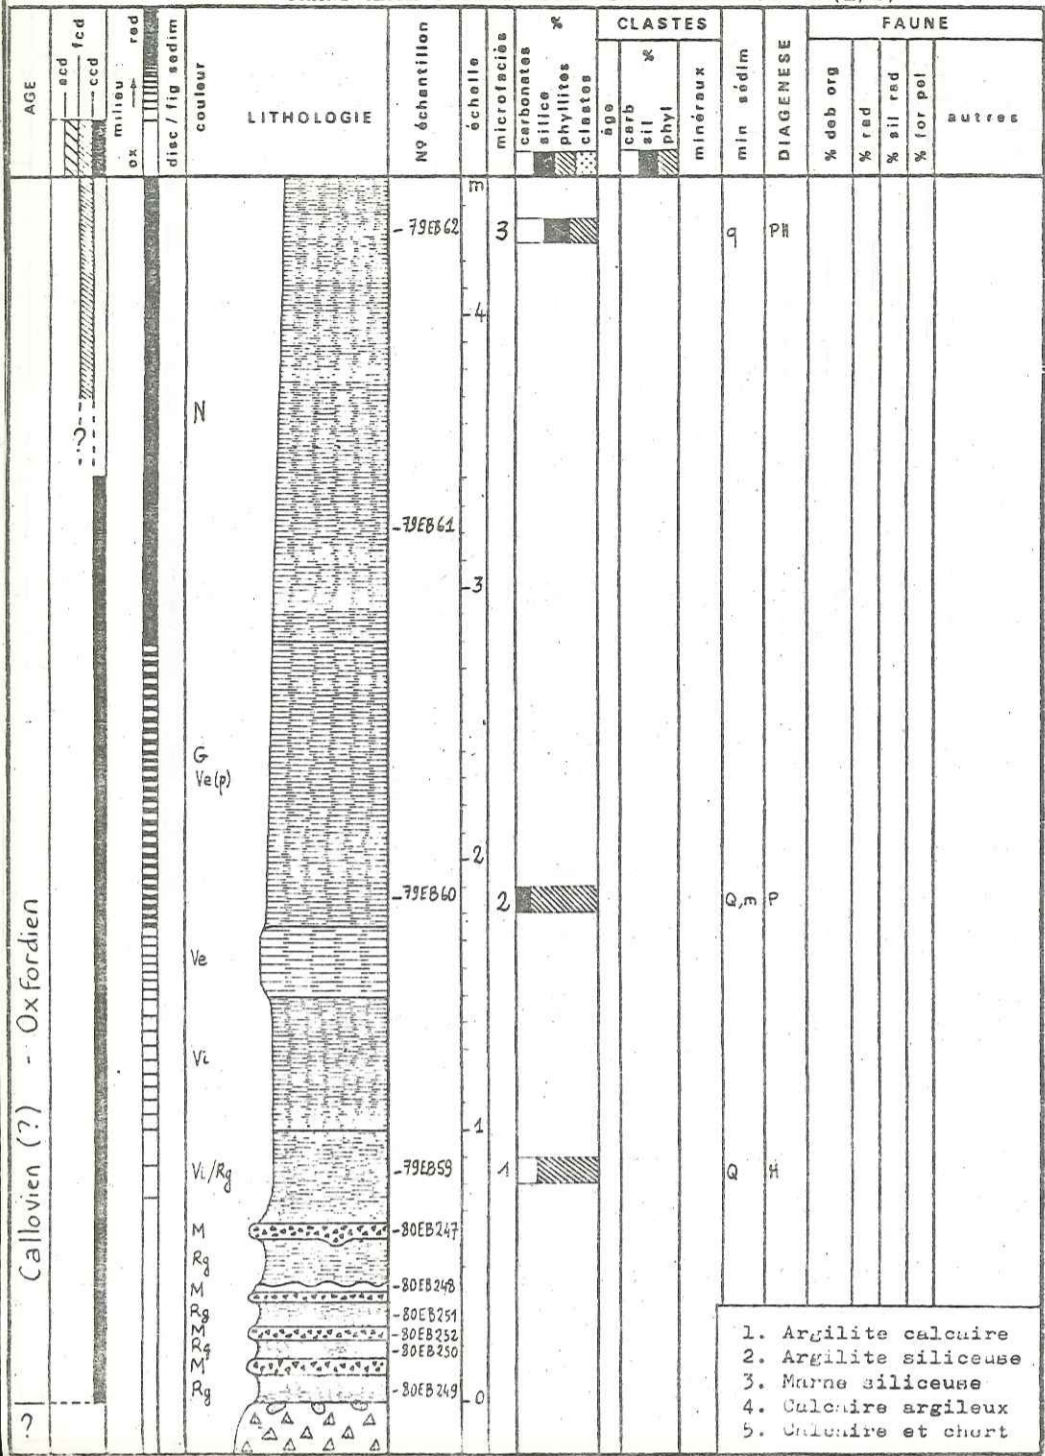 AGE
acd
fcd
ccd
milieu
ox → red
disc / fig sedim
couleur
LITHOLOGIE
Nº échantillon
échelle
microfaciès
%
carbonates
silice
phyllites
clastes
CLASTES
âge
%
carb
sil
phyl
minéraux
min sédim
DIAGENESE
FAUNE
% deb org
% rad
% sil rad
% for pel
autres
m
-79EB62
3
q
PH
4
N
?
-79EB61
3
G
Ve(p)
2
-79EB60
2
Q,m
P
Ve
Vi
1
Vi/Rg
-79EB59
1
Q
H
M
-80EB247
Rg
M
-80EB248
Rg
-80EB251
M
-80EB252
Rg
-80EB250
M
Rg
-80EB249
0
Callovien (??) - Oxfordien
?
1. Argilite calcaire
2. Argilite siliceuse
3. Marne siliceuse
4. Calcaire argileux
5. Calcaire et chert